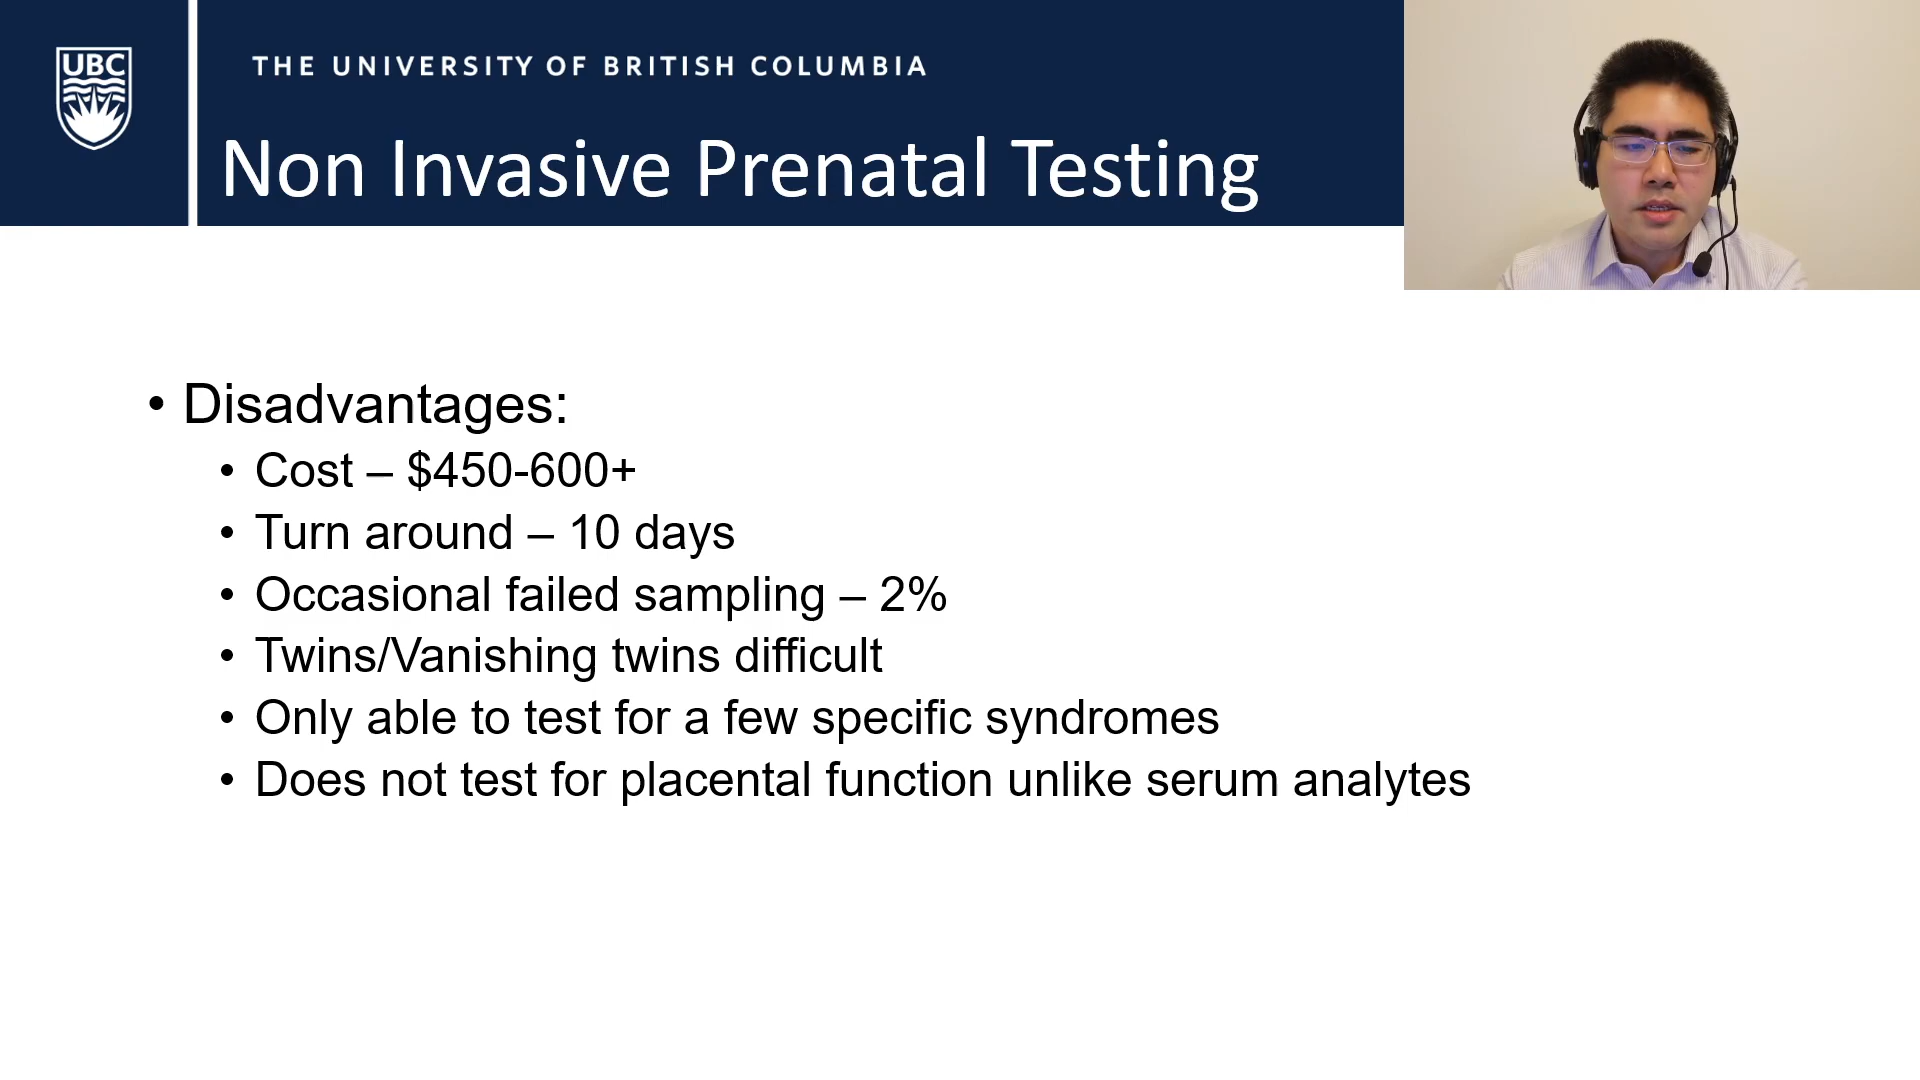 UBC
THE UNIVERSITY OF BRITISH COLUMBIA
Non Invasive Prenatal Testing
• Disadvantages:
• Cost – $450-600+
• Turn around – 10 days
• Occasional failed sampling – 2%
• Twins/Vanishing twins difficult
• Only able to test for a few specific syndromes
• Does not test for placental function unlike serum analytes